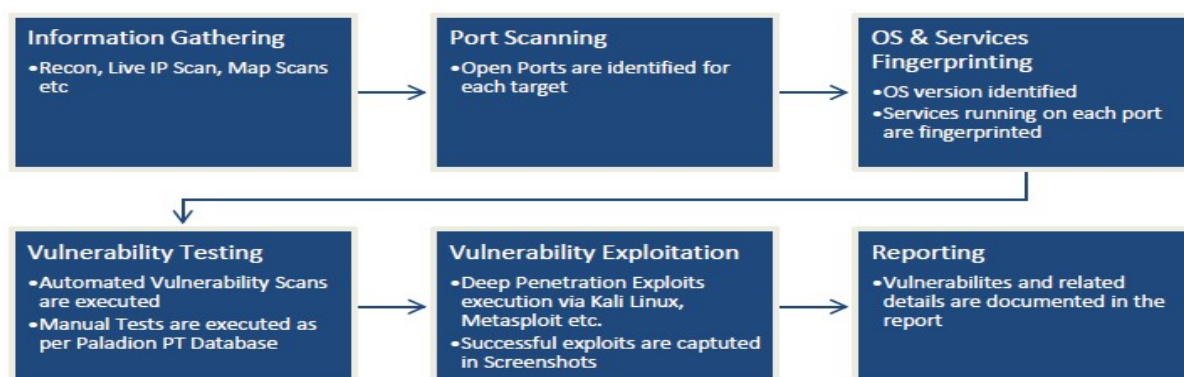 Information Gathering
•Recon, Live IP Scan, Map Scans
etc
Port Scanning
•Open Ports are identified for
each target
OS & Services
Fingerprinting
•OS version identified
•Services running on each port
are fingerprinted
Vulnerability Testing
•Automated Vulnerability Scans
are executed
•Manual Tests are executed as
per Paladion PT Database
Vulnerability Exploitation
•Deep Penetration Exploits
execution via Kali Linux,
Metasploit etc.
•Successful exploits are captuted
in Screenshots
Reporting
•Vulnerabilites and related
details are documented in the
report